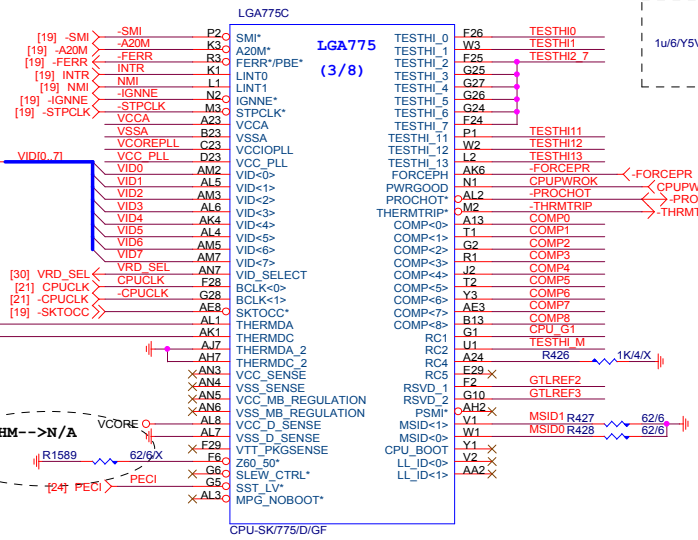 LGA775C
LGA775
(3/8)
[19] -SMI -SMI P2 SMI*
[19] -A20M -A20M K3 A20M*
[19] -FERR -FERR R3 FERR*/PBE*
[19] INTR INTR K1 LINT0
[19] NMI NMI L1 LINT1
[19] -IGNNE -IGNNE N2 IGNNE*
[19] -STPCLK -STPCLK M3 STPCLK*
VCCA A23 VCCA
VSSA B23 VSSA
VCOREPLL C23 VCCIOPLL
VID[0..7] VCC_PLL D23 VCC_PLL
VID0 AM2 VID<0>
VID1 AL5 VID<1>
VID2 AM3 VID<2>
VID3 AL6 VID<3>
VID4 AK4 VID<4>
VID5 AL4 VID<5>
VID6 AM5 VID<6>
VID7 AM7 VID<7>
[30] VRD_SEL VRD_SEL AN7 VID_SELECT
[21] CPUCLK CPUCLK F28 BCLK<0>
[21] -CPUCLK -CPUCLK G28 BCLK<1>
[19] -SKTOCC AE8 SKTOCC*
AL1 THERMDA
AK1 THERMDC
AJ7 THERMDA_2
AH7 THERMDC_2
AN3 VCC_SENSE
AN4 VSS_SENSE
AN5 VCC_MB_REGULATION
AN6 VSS_MB_REGULATION
VCORE AL8 VCC_D_SENSE
HM-->N/A AL7 VSS_D_SENSE
F29 VTT_PKGSENSE
R1589 62/6/X F6 Z60_50*
G6 SLEW_CTRL*
[24] PECI PECI G5 SST_LV*
AL3 MPG_NOBOOT*
TESTHI_0 F26 TESTHI0
TESTHI_1 W3 TESTHI1
TESTHI_2 F25 TESTHI2_7
TESTHI_3 G25
TESTHI_4 G27
TESTHI_5 G26
TESTHI_6 G24
TESTHI_7 F24
TESTHI_11 P1 TESTHI11
TESTHI_12 W2 TESTHI12
TESTHI_13 L2 TESTHI13
FORCEPH AK6 -FORCEPR -FORCEPR
PWRGOOD N1 CPUPWROK CPUPW
PROCHOT* AL2 -PROCHOT -PRO
THERMTRIP* M2 -THRMTRIP -THRMT
COMP<0> A13 COMP0
COMP<1> T1 COMP1
COMP<2> G2 COMP2
COMP<3> R1 COMP3
COMP<4> J2 COMP4
COMP<5> T2 COMP5
COMP<6> Y3 COMP6
COMP<7> AE3 COMP7
COMP<8> B13 COMP8
RC1 G1 CPU_G1
RC2 U1 TESTHI_M
RC4 A24 R426 1K/4/X
RC5 E29
RSVD_1 F2 GTLREF2
RSVD_2 G10 GTLREF3
PSMI* AH2
MSID<1> V1 MSID1 R427 62/6
MSID<0> W1 MSID0 R428 62/6
CPU_BOOT Y1
LL_ID<0> V2
LL_ID<1> AA2
CPU-SK/775/D/GF
1u/6/Y5V